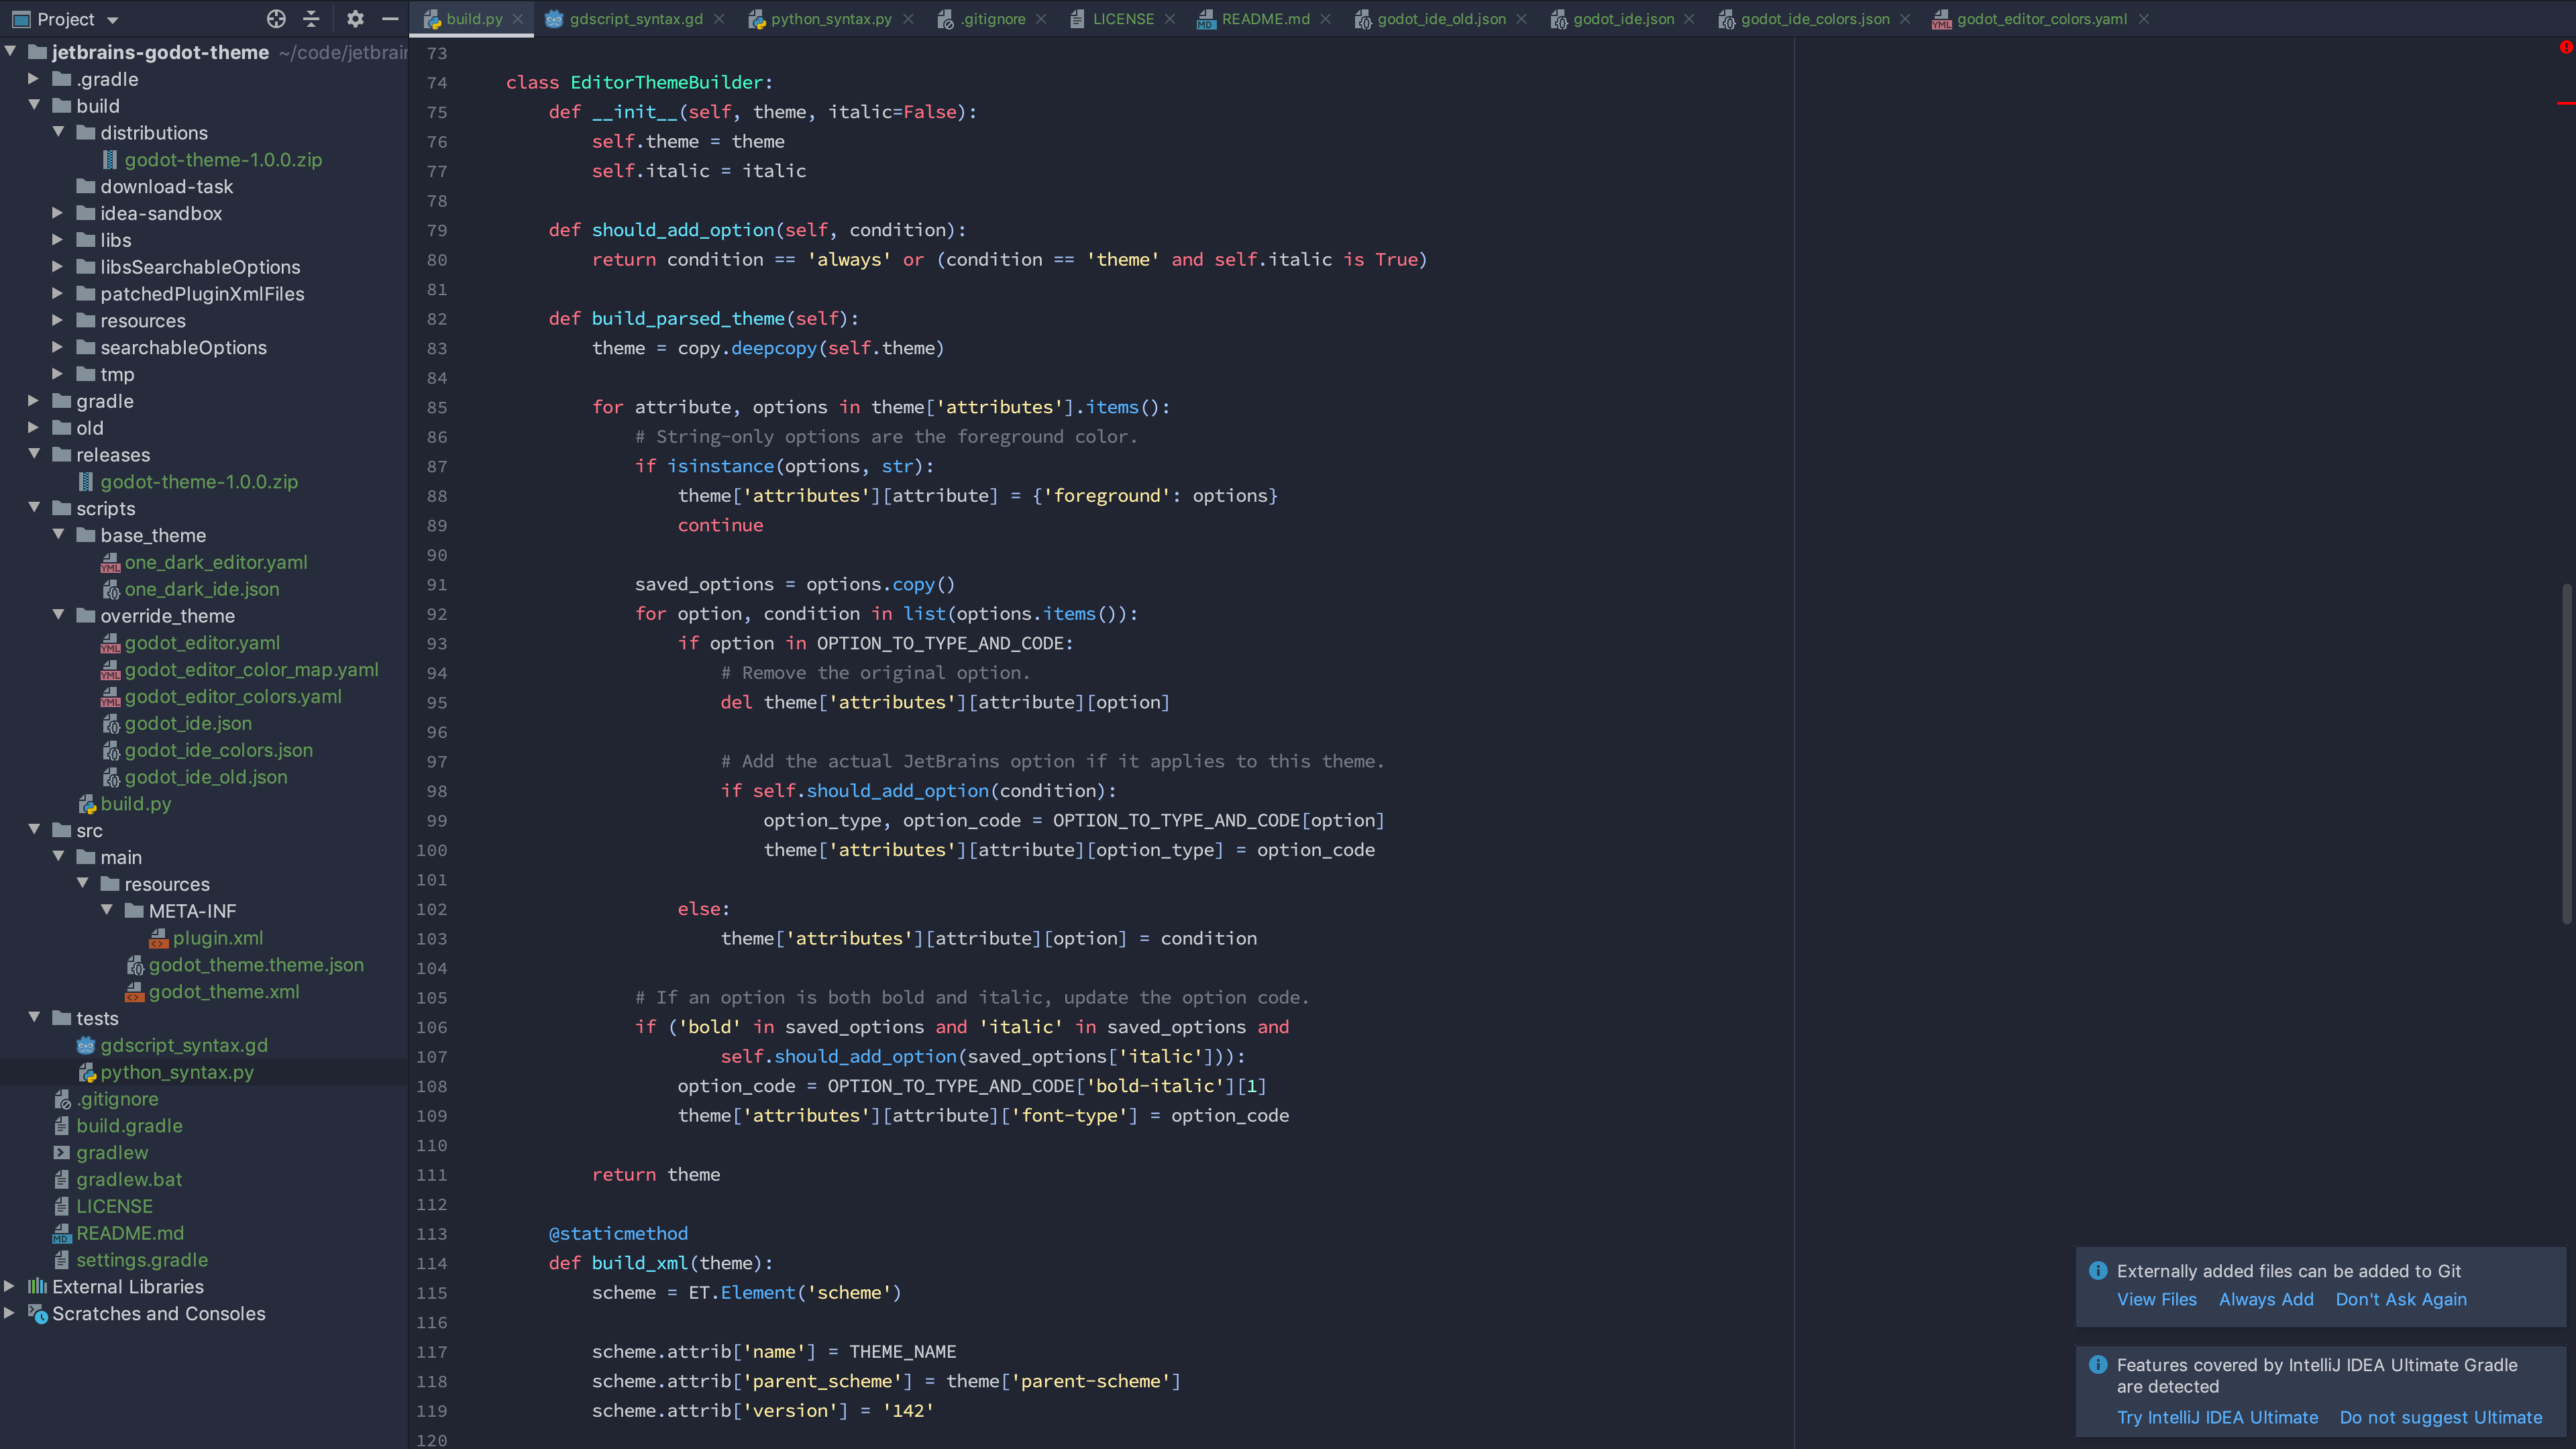 Project
build.py
gdscript_syntax.gd
python_syntax.py
.gitignore
LICENSE
README.md
godot_ide_old.json
godot_ide.json
godot_ide_colors.json
godot_editor_colors.yaml
jetbrains-godot-theme ~/code/jetbrair
.gradle
build
distributions
godot-theme-1.0.0.zip
download-task
idea-sandbox
libs
libsSearchableOptions
patchedPluginXmlFiles
resources
searchableOptions
tmp
gradle
old
releases
godot-theme-1.0.0.zip
scripts
base_theme
one_dark_editor.yaml
one_dark_ide.json
override_theme
godot_editor.yaml
godot_editor_color_map.yaml
godot_editor_colors.yaml
godot_ide.json
godot_ide_colors.json
godot_ide_old.json
build.py
src
main
resources
META-INF
plugin.xml
godot_theme.theme.json
godot_theme.xml
tests
gdscript_syntax.gd
python_syntax.py
.gitignore
build.gradle
gradlew
gradlew.bat
LICENSE
README.md
settings.gradle
External Libraries
Scratches and Consoles
73
74 class EditorThemeBuilder:
75 def __init__(self, theme, italic=False):
76 self.theme = theme
77 self.italic = italic
78
79 def should_add_option(self, condition):
80 return condition == 'always' or (condition == 'theme' and self.italic is True)
81
82 def build_parsed_theme(self):
83 theme = copy.deepcopy(self.theme)
84
85 for attribute, options in theme['attributes'].items():
86 # String-only options are the foreground color.
87 if isinstance(options, str):
88 theme['attributes'][attribute] = {'foreground': options}
89 continue
90
91 saved_options = options.copy()
92 for option, condition in list(options.items()):
93 if option in OPTION_TO_TYPE_AND_CODE:
94 # Remove the original option.
95 del theme['attributes'][attribute][option]
96
97 # Add the actual JetBrains option if it applies to this theme.
98 if self.should_add_option(condition):
99 option_type, option_code = OPTION_TO_TYPE_AND_CODE[option]
100 theme['attributes'][attribute][option_type] = option_code
101
102 else:
103 theme['attributes'][attribute][option] = condition
104
105 # If an option is both bold and italic, update the option code.
106 if ('bold' in saved_options and 'italic' in saved_options and
107 self.should_add_option(saved_options['italic'])):
108 option_code = OPTION_TO_TYPE_AND_CODE['bold-italic'][1]
109 theme['attributes'][attribute]['font-type'] = option_code
110
111 return theme
112
113 @staticmethod
114 def build_xml(theme):
115 scheme = ET.Element('scheme')
116
117 scheme.attrib['name'] = THEME_NAME
118 scheme.attrib['parent_scheme'] = theme['parent-scheme']
119 scheme.attrib['version'] = '142'
120
Externally added files can be added to Git
View Files Always Add Don't Ask Again
Features covered by IntelliJ IDEA Ultimate Gradle
are detected
Try IntelliJ IDEA Ultimate Do not suggest Ultimate